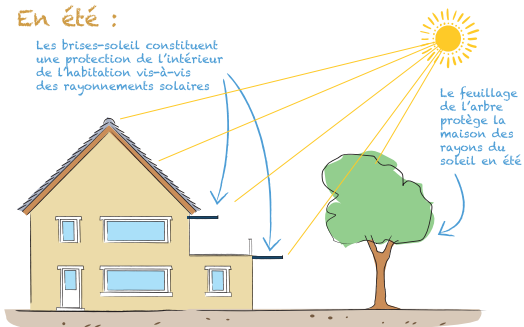 En été :
Les brises-soleil constituent
une protection de l'intérieur
de l'habitation vis-à-vis
des rayonnements solaires
Le feuillage
de l'arbre
protège la
maison des
rayons du
soleil en été